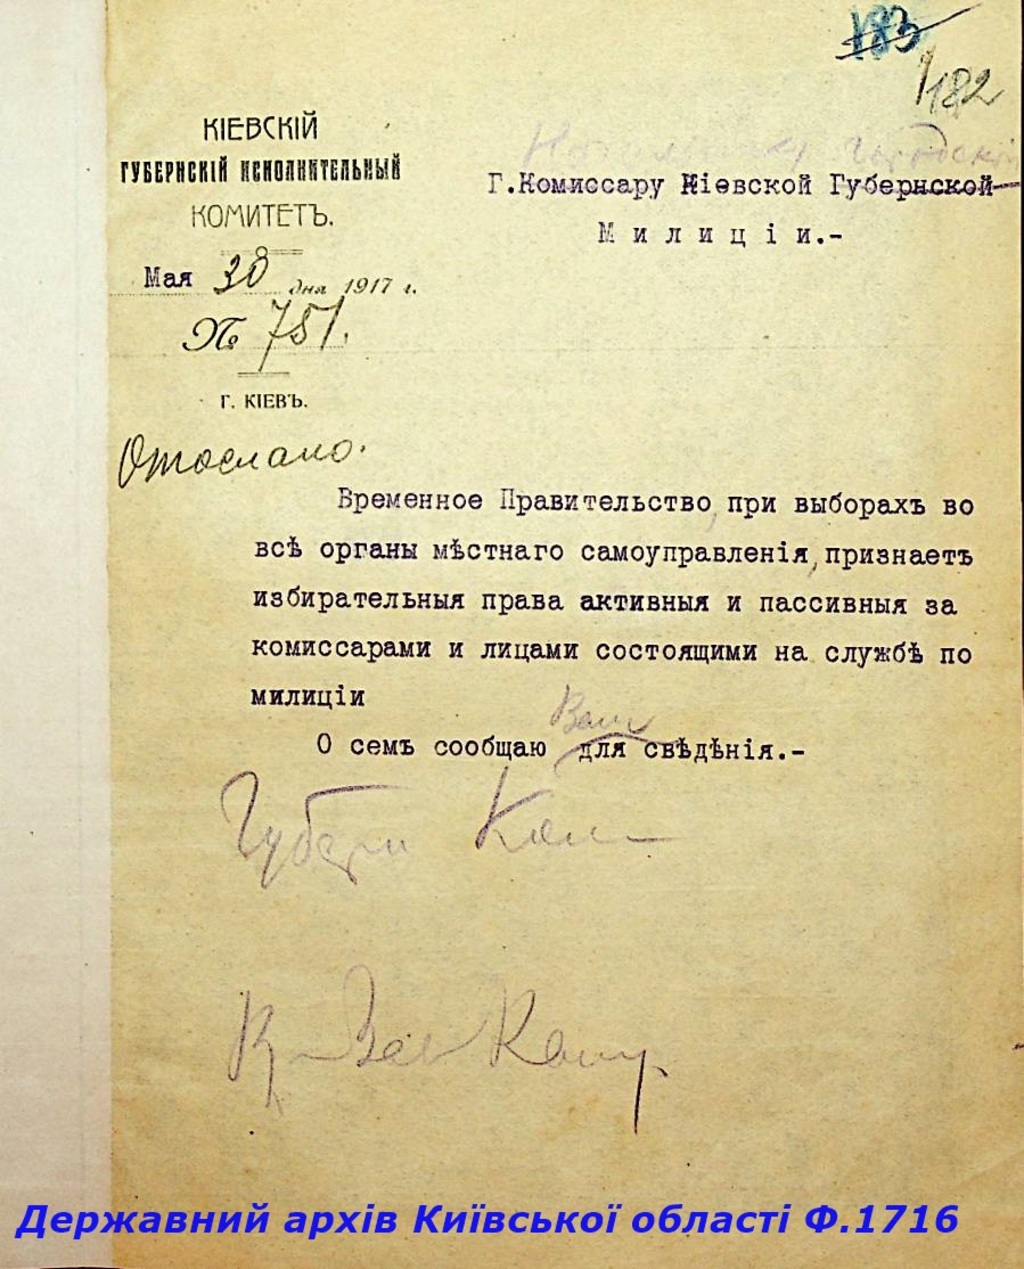 183
182
КІЕВСКІЙ
ГУБЕРНСКІЙ ИСПОЛНИТЕЛЬНЫЙ
КОМИТЕТЪ.
Мая 30 дня 1917 г.
№ 751.
Г. КІЕВЪ.
Отослано.
Г.Комиссару Кіевской Губернской
Милиціи.-
Временное Правительство, при выборахъ во
всѣ органы мѣстнаго самоуправленія, признаетъ
избирательныя права активныя и пассивныя за
комиссарами и лицами состоящими на службѣ по
милиціи
Вам
О семъ сообщаю для свѣдѣнія.-
Губерн Ком
Державний архів Київської області Ф.1716